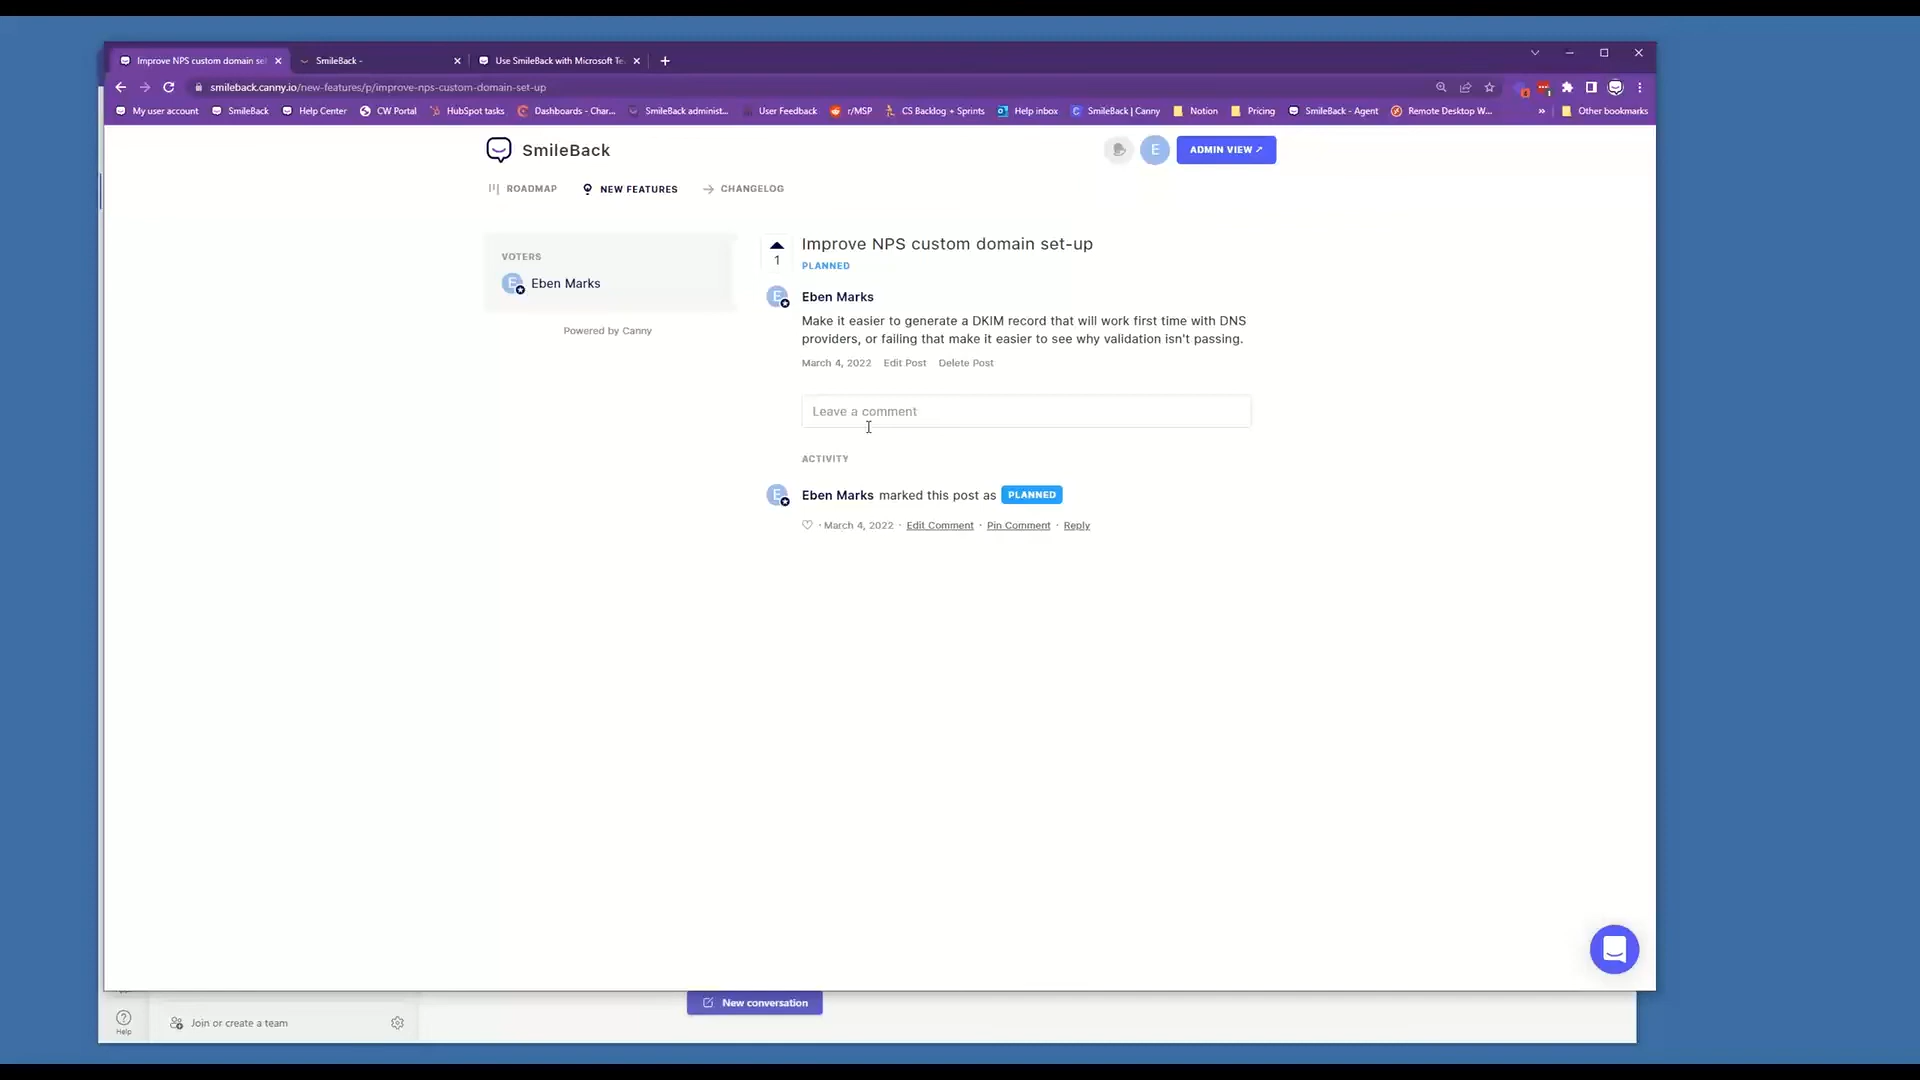 Improve NPS custom domain se
SmileBack -
Use SmileBack with Microsoft Te
smileback.canny.io/new-features/p/improve-nps-custom-domain-set-up
My user account
SmileBack
Help Center
CW Portal
HubSpot tasks
Dashboards - Char...
SmileBack administ...
User Feedback
r/MSP
CS Backlog + Sprints
Help inbox
SmileBack | Canny
Notion
Pricing
SmileBack - Agent
Remote Desktop W...
»
Other bookmarks
SmileBack
E
ADMIN VIEW ↗
ROADMAP
NEW FEATURES
CHANGELOG
VOTERS
E
Eben Marks
Powered by Canny
1
Improve NPS custom domain set-up
PLANNED
E
Eben Marks
Make it easier to generate a DKIM record that will work first time with DNS
providers, or failing that make it easier to see why validation isn't passing.
March 4, 2022 Edit Post Delete Post
Leave a comment
ACTIVITY
E
Eben Marks marked this post as PLANNED
· March 4, 2022 · Edit Comment · Pin Comment · Reply
New conversation
Help
Join or create a team